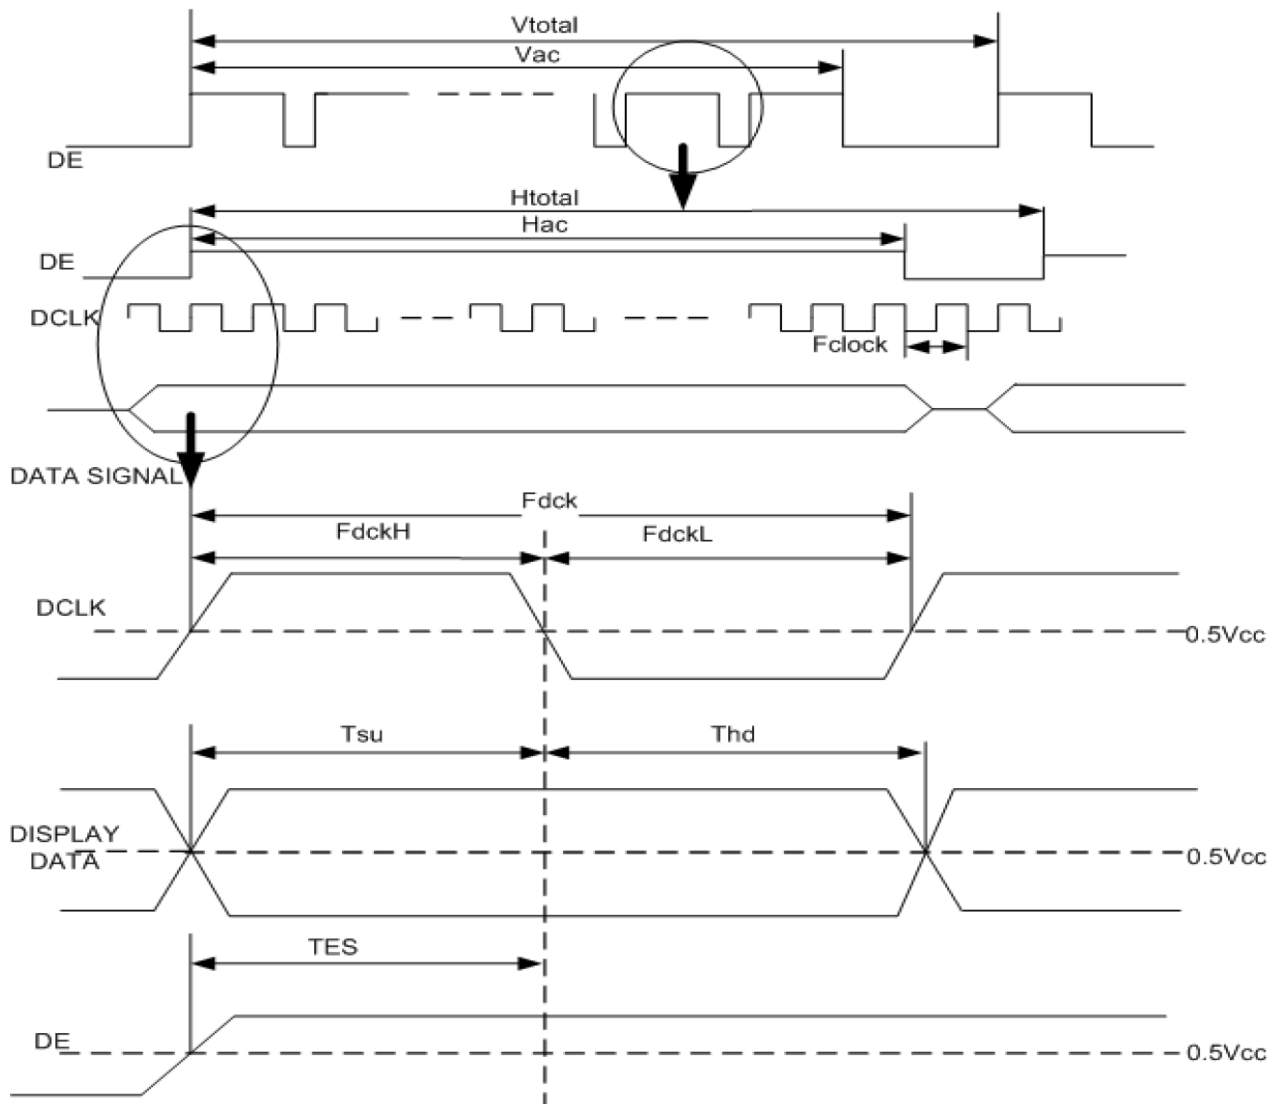 Vtotal
Vac
DE
Htotal
Hac
DE
DCLK
Fclock
DATA SIGNAL
Fdck
FdckH
FdckL
DCLK
0.5Vcc
Tsu
Thd
DISPLAY
DATA
0.5Vcc
TES
DE
0.5Vcc